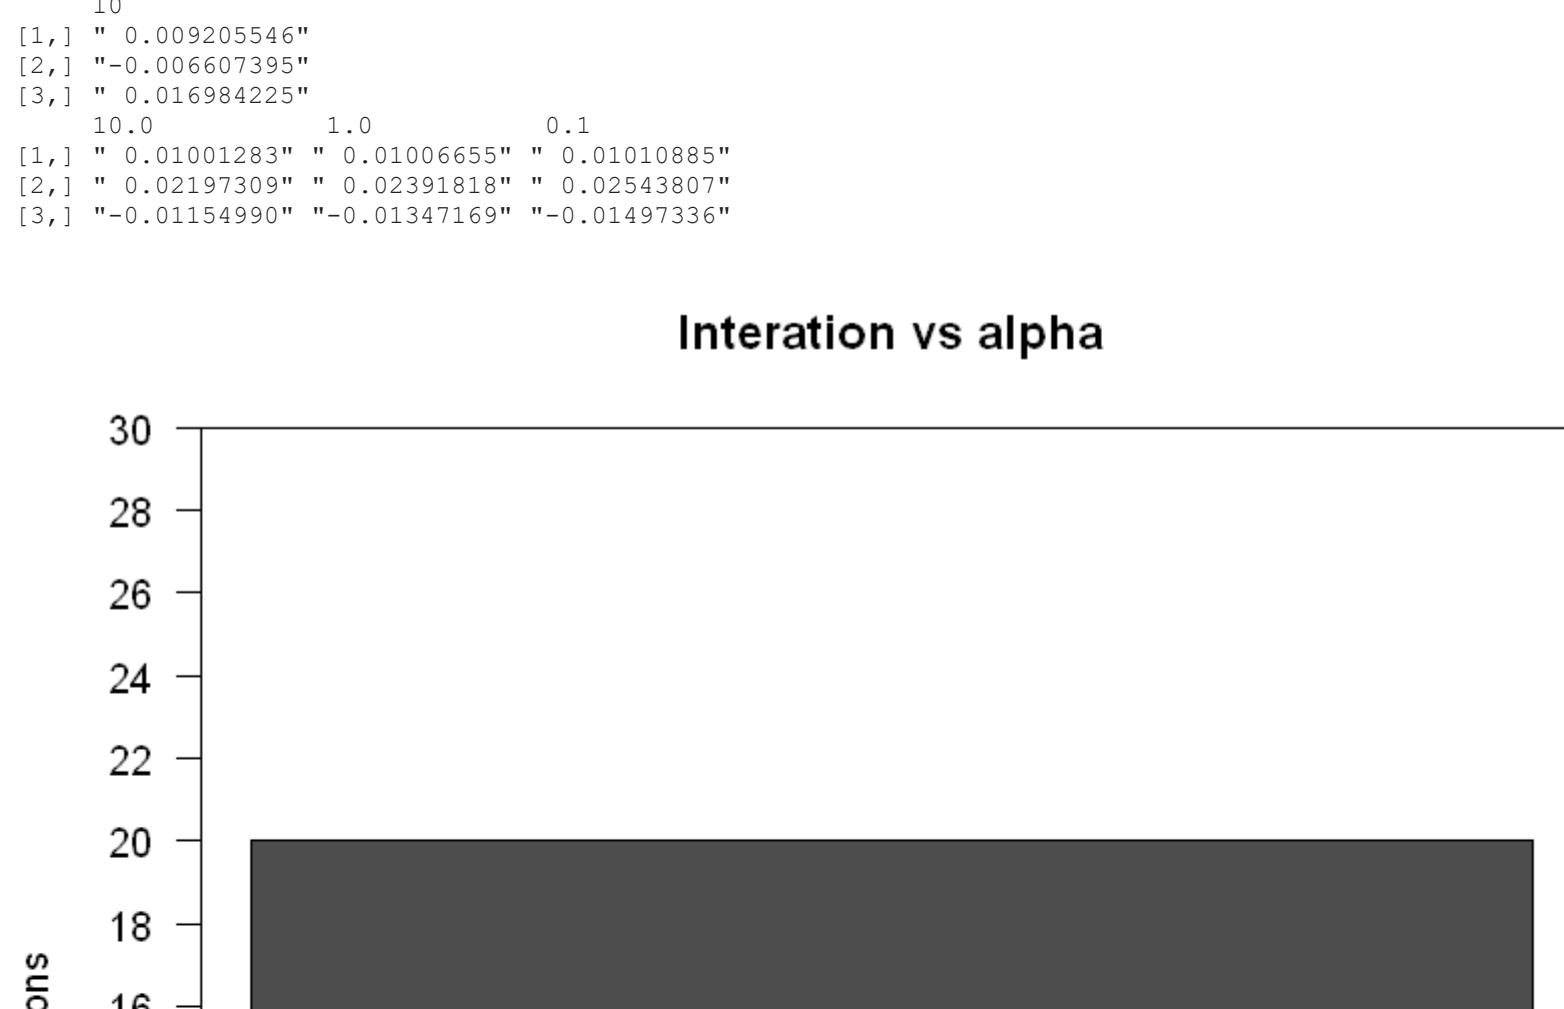 10
[1,] " 0.009205546"
[2,] "-0.006607395"
[3,] " 0.016984225"
10.0 1.0 0.1
[1,] " 0.01001283" " 0.01006655" " 0.01010885"
[2,] " 0.02197309" " 0.02391818" " 0.02543807"
[3,] "-0.01154990" "-0.01347169" "-0.01497336"
Interation vs alpha
30
28
26
24
22
20
18
16
ons